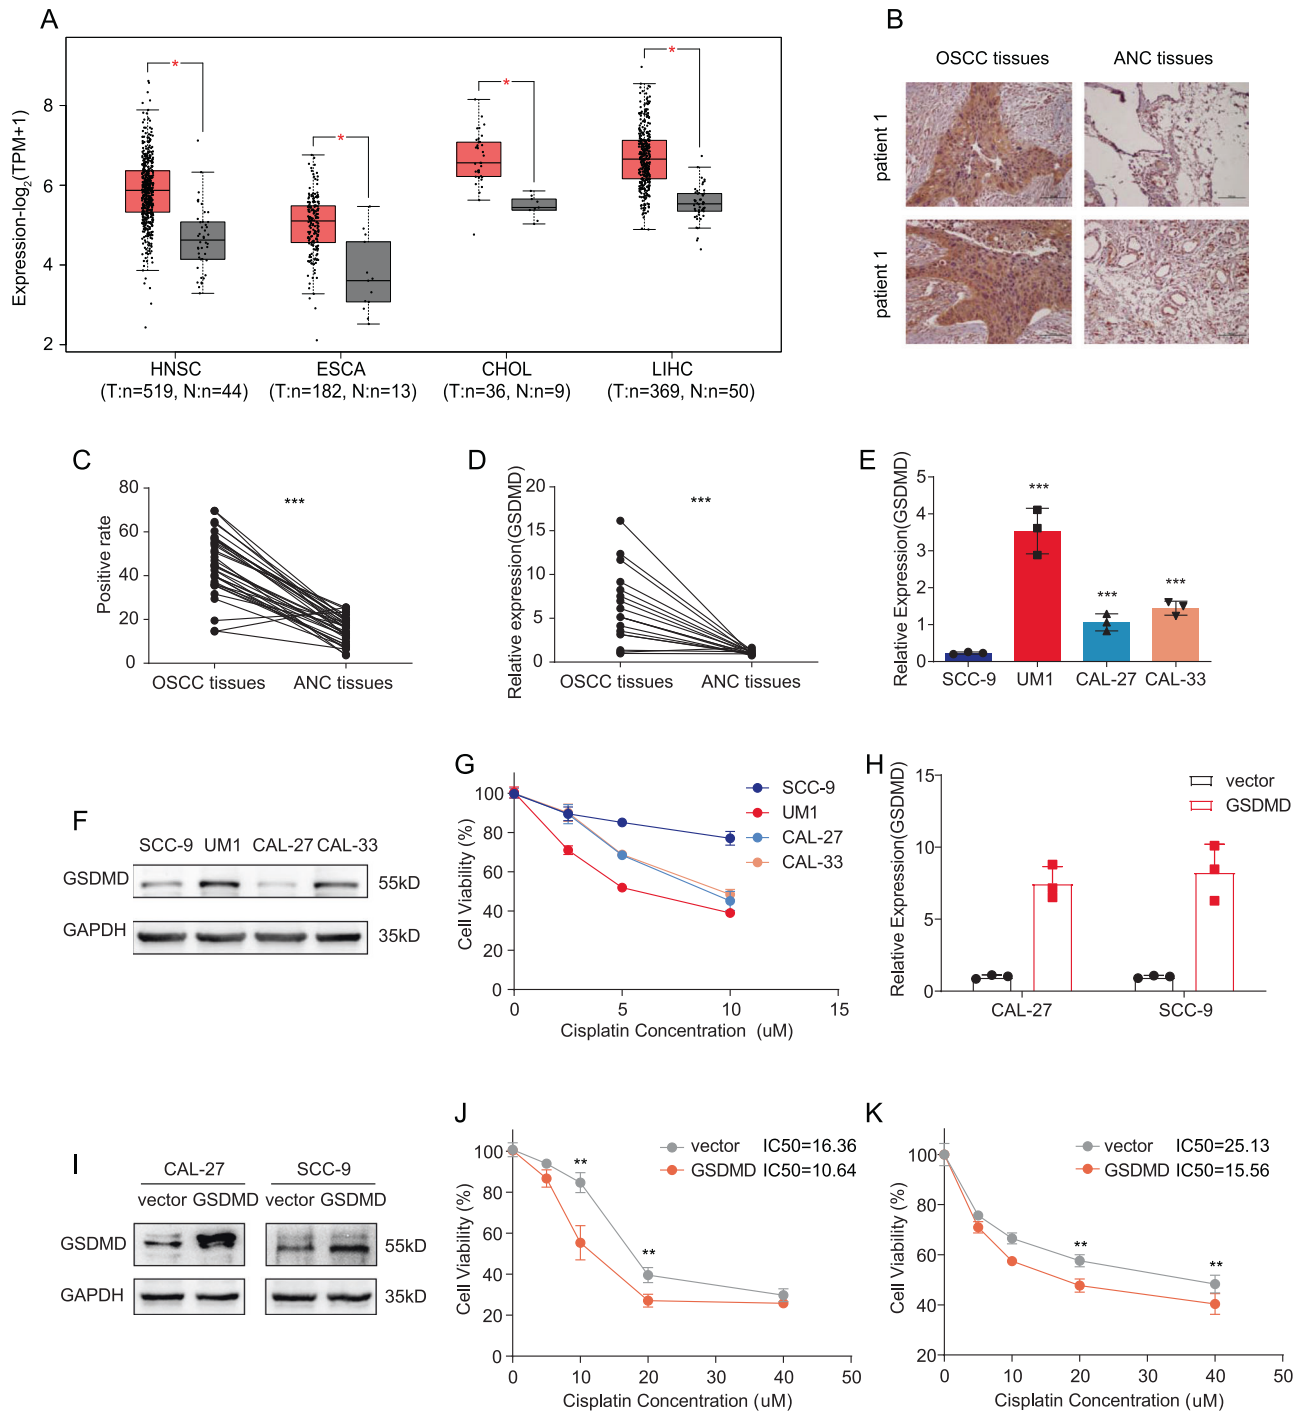 A
Expression-log2(TPM+1)
8
6
4
2
*
*
*
*
HNSC
(T:n=519, N:n=44)
ESCA
(T:n=182, N:n=13)
CHOL
(T:n=36, N:n=9)
LIHC
(T:n=369, N:n=50)
B
OSCC tissues
ANC tissues
patient 1
patient 1
C
Positive rate
80
60
40
20
0
***
OSCC tissues
ANC tissues
D
Relative expression(GSDMD)
20
15
10
5
0
***
OSCC tissues
ANC tissues
E
Relative Expression(GSDMD)
5
4
3
2
1
0
***
***
***
SCC-9
UM1
CAL-27
CAL-33
F
SCC-9 UM1 CAL-27 CAL-33
GSDMD
55kD
GAPDH
35kD
G
Cell Viability (%)
100
80
60
40
20
0
0
5
10
15
Cisplatin Concentration (uM)
SCC-9
UM1
CAL-27
CAL-33
H
Relative Expression(GSDMD)
15
10
5
0
vector
GSDMD
CAL-27
SCC-9
I
CAL-27
SCC-9
vector GSDMD
vector GSDMD
GSDMD
55kD
GAPDH
35kD
J
Cell Viability (%)
100
80
60
40
20
0
0
10
20
30
40
50
Cisplatin Concentration (uM)
vector IC50=16.36
GSDMD IC50=10.64
**
**
K
Cell Viability (%)
100
80
60
40
20
0
10
20
30
40
50
Cisplatin Concentration (uM)
vector IC50=25.13
GSDMD IC50=15.56
**
**